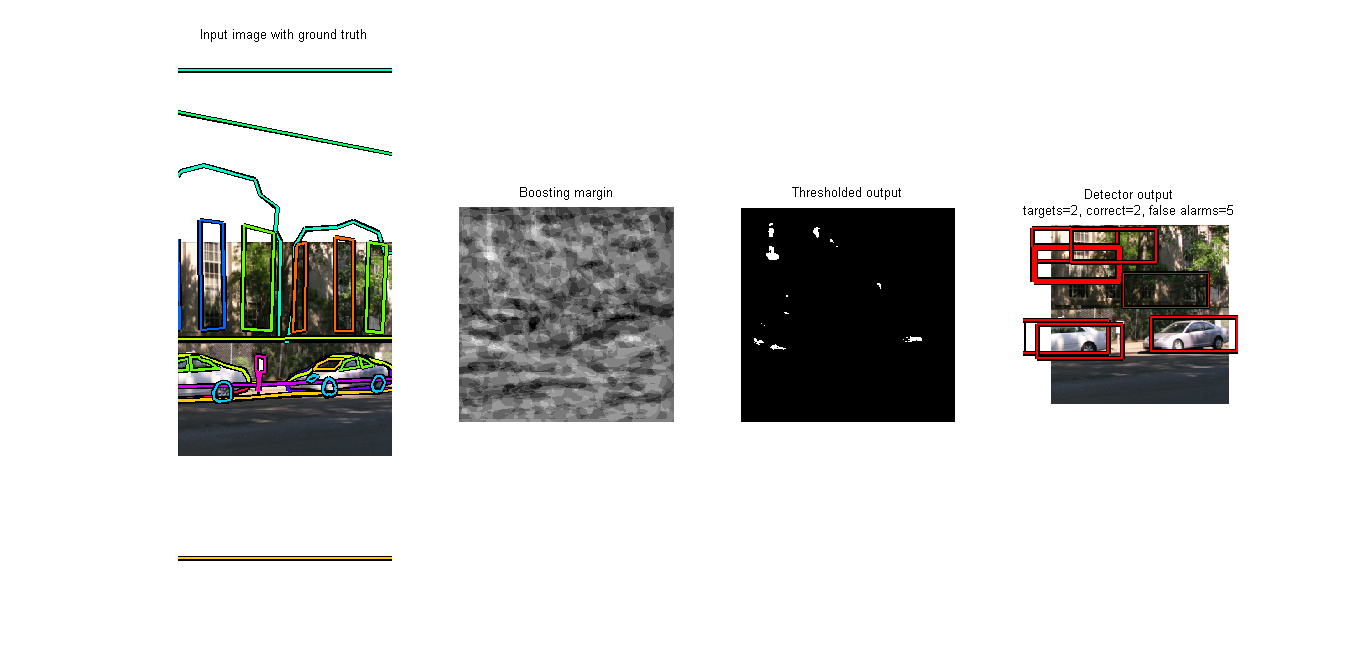 Input image with ground truth
Boosting margin
Thresholded output
Detector output
targets=2, correct=2, false alarms=5